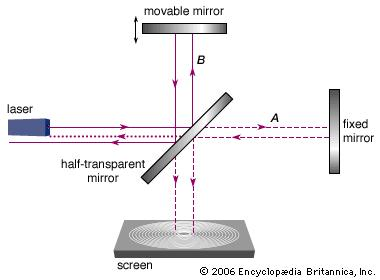 movable mirror
B
laser
A
fixed
mirror
half-transparent
mirror
screen
© 2006 Encyclopædia Britannica, Inc.